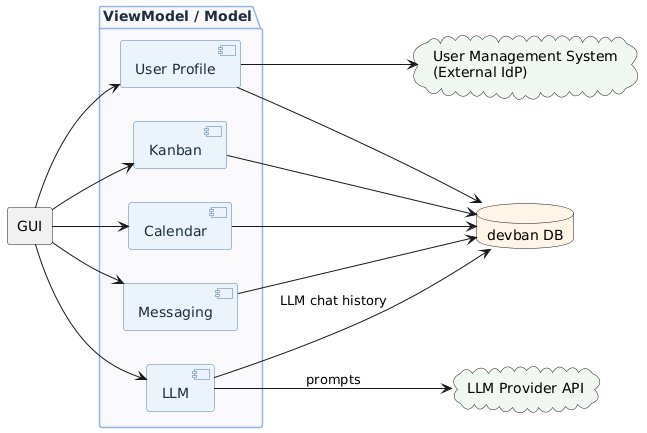 ViewModel / Model
User Profile
User Management System
(External IdP)
Kanban
GUI
Calendar
devban DB
Messaging
LLM chat history
LLM
prompts
LLM Provider API